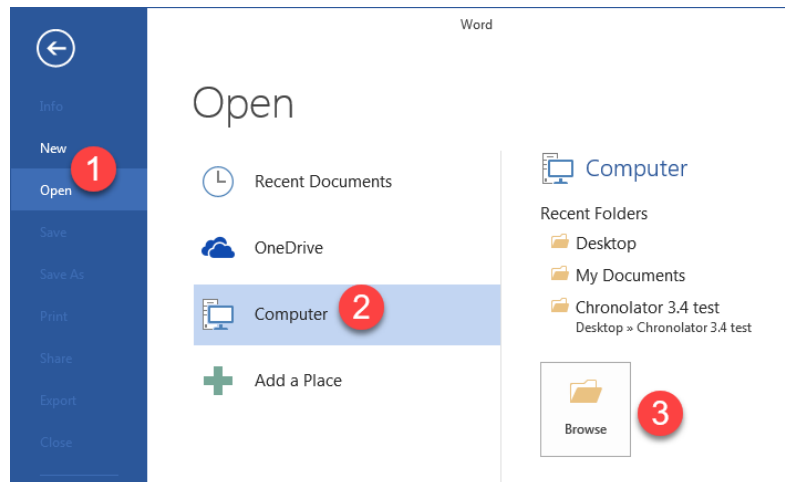 Word
Info
New
1
Open
Save
Save As
Print
Share
Export
Close
Open
Recent Documents
OneDrive
Computer
2
Add a Place
Computer
Recent Folders
Desktop
My Documents
Chronolator 3.4 test
Desktop » Chronolator 3.4 test
Browse
3